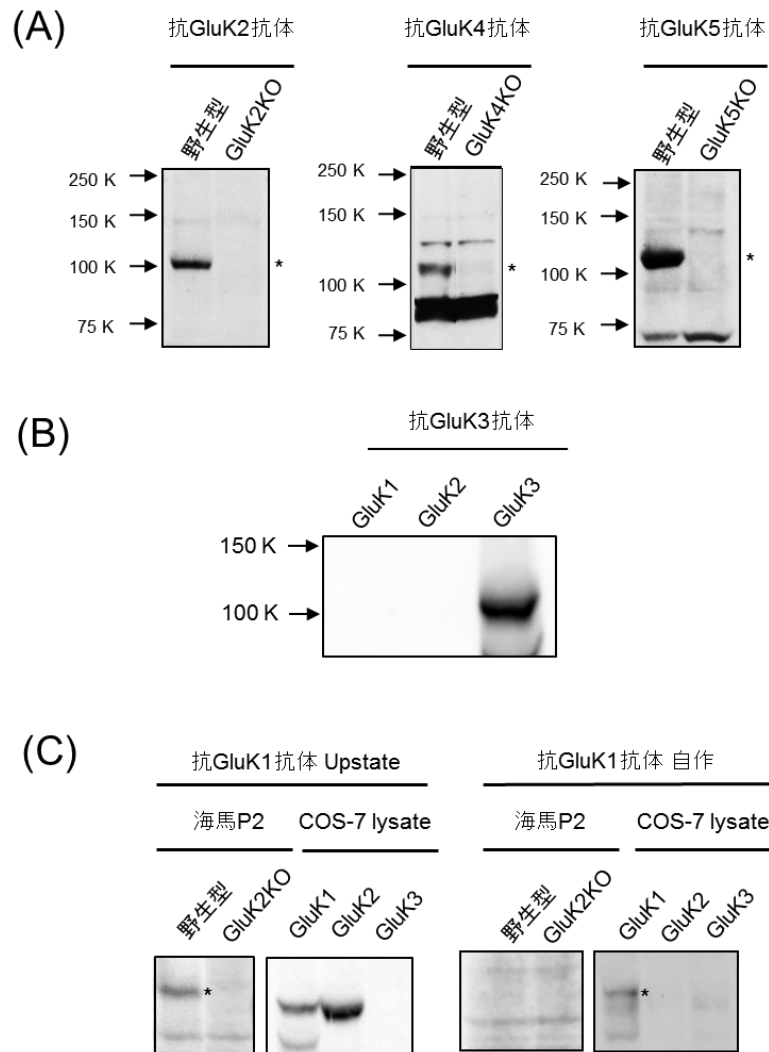 (A)
抗GluK2抗体
抗GluK4抗体
抗GluK5抗体
野生型
GluK2KO
野生型
GluK4KO
野生型
GluK5KO
250 K
150 K
100 K
*
75 K
250 K
150 K
100 K
*
75 K
250 K
150 K
100 K
*
75 K
(B)
抗GluK3抗体
GluK1
GluK2
GluK3
150 K
100 K
(C)
抗GluK1抗体 Upstate
抗GluK1抗体 自作
海馬P2
COS-7 lysate
海馬P2
COS-7 lysate
野生型
GluK2KO
GluK1
GluK2
GluK3
野生型
GluK2KO
GluK1
GluK2
GluK3
*
*